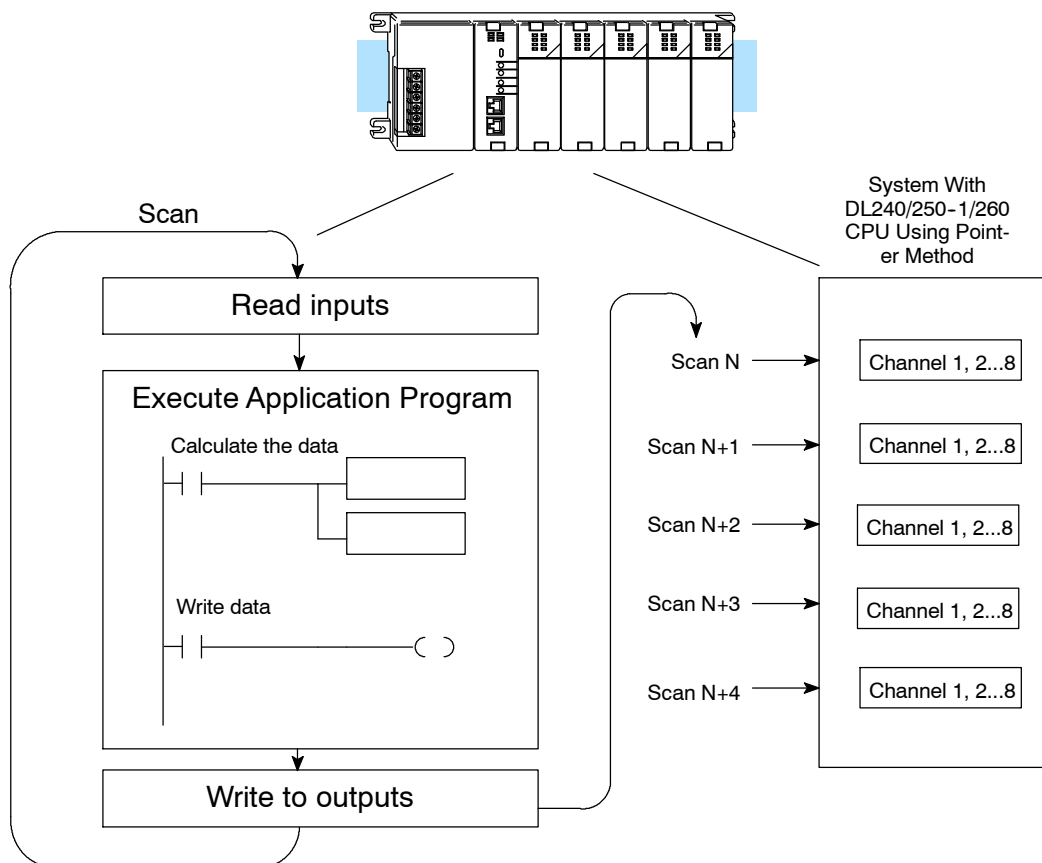 System With
DL240/250-1/260
CPU Using Point-
er Method
Scan
Read inputs
Execute Application Program
Calculate the data
Write data
Write to outputs
Scan N
Channel 1, 2...8
Scan N+1
Channel 1, 2...8
Scan N+2
Channel 1, 2...8
Scan N+3
Channel 1, 2...8
Scan N+4
Channel 1, 2...8